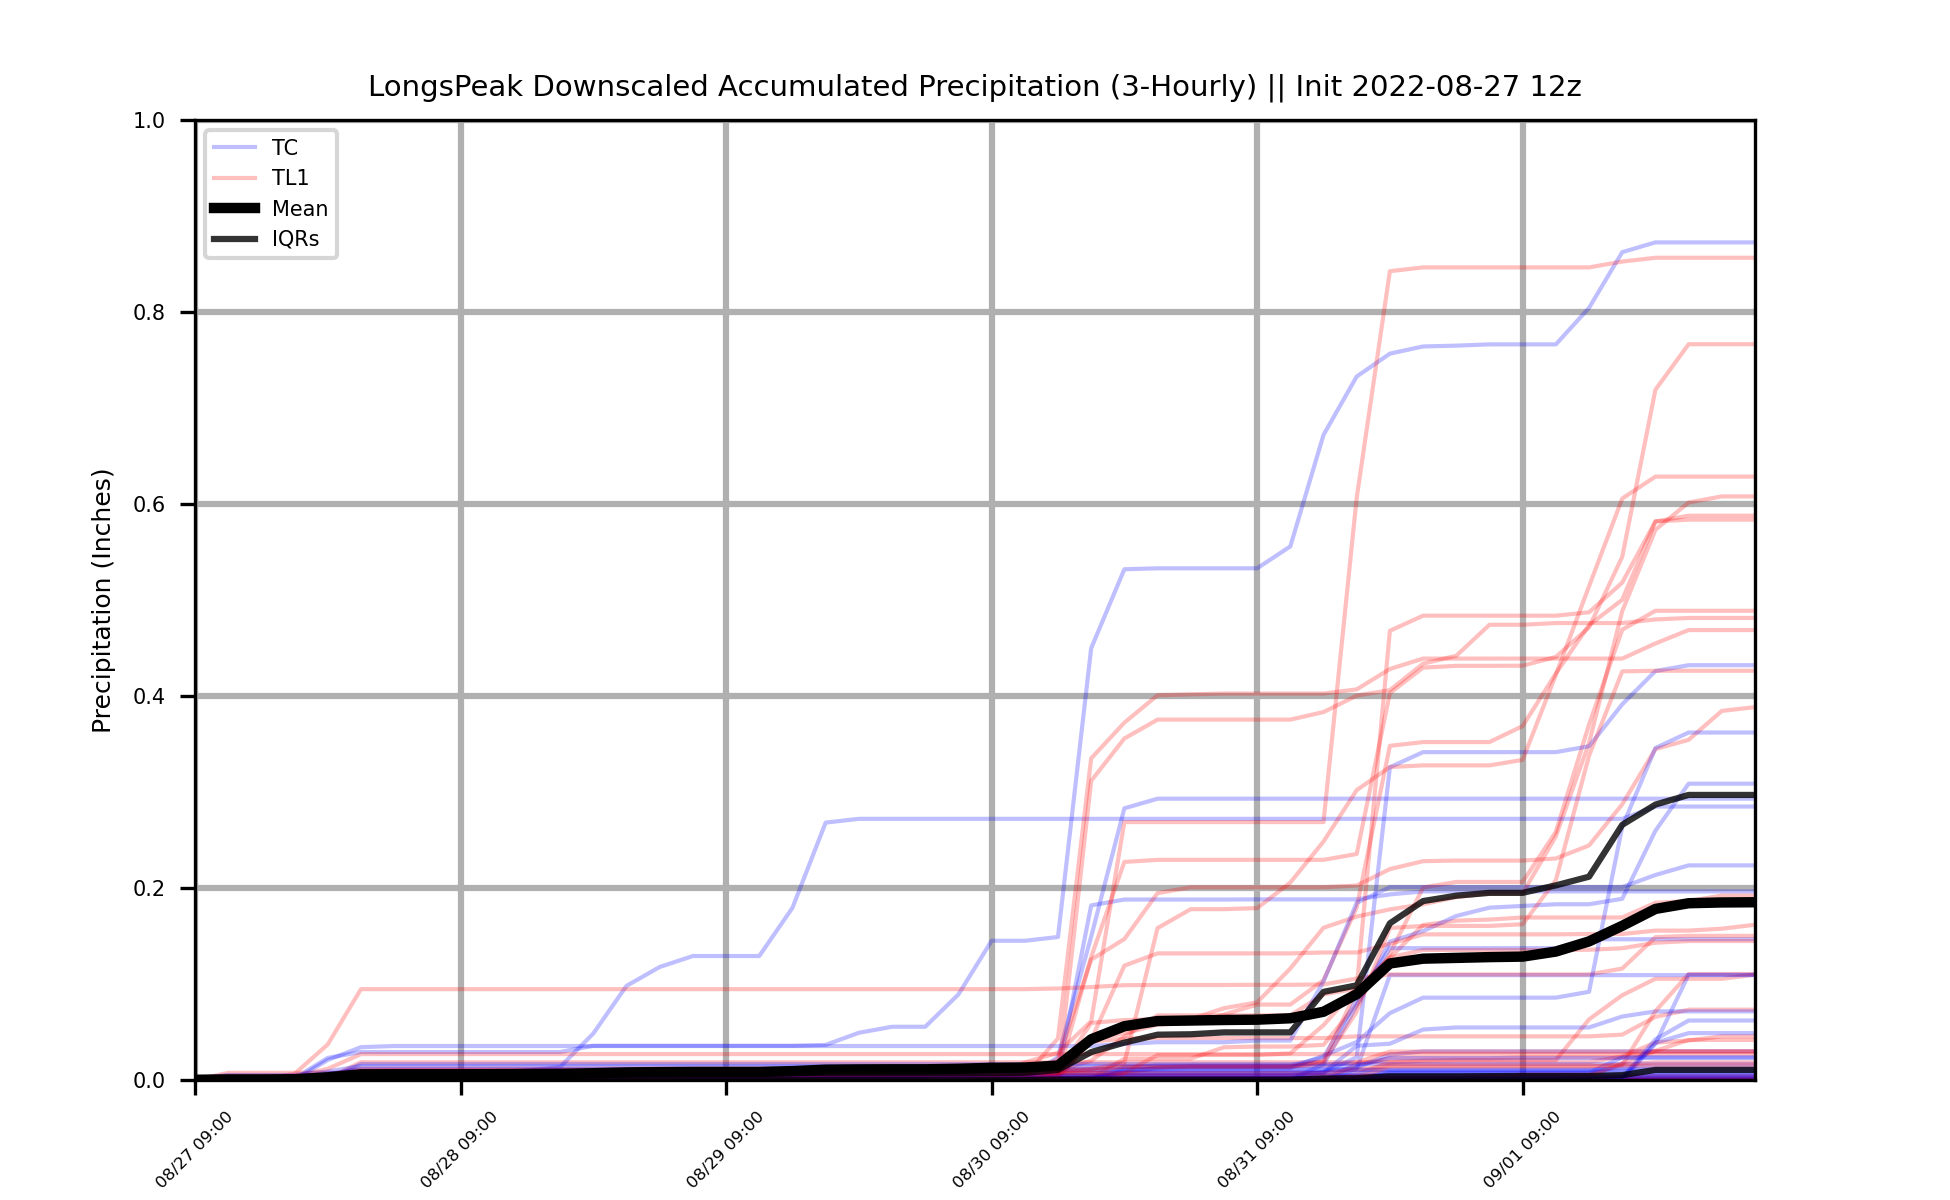 LongsPeak Downscaled Accumulated Precipitation (3-Hourly) || Init 2022-08-27 12z
TC
TL1
Mean
IQRs
Precipitation (Inches)
1.0
0.8
0.6
0.4
0.2
0.0
08/27 09:00
08/28 09:00
08/29 09:00
08/30 09:00
08/31 09:00
09/01 09:00